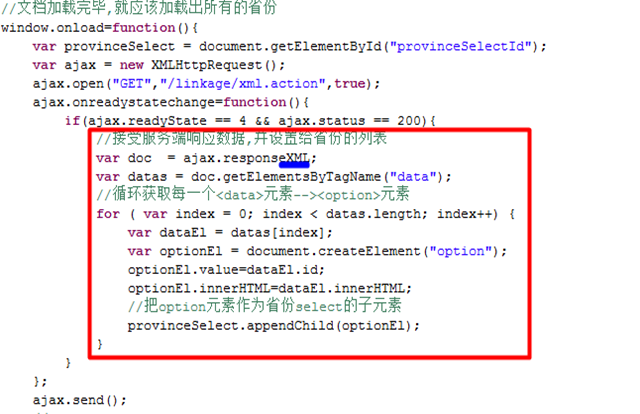 //文档加载完毕,就应该加载出所有的省份
window.onload=function(){
var provinceSelect = document.getElementById("provinceSelectId");
var ajax = new XMLHttpRequest();
ajax.open("GET","/linkage/xml.action",true);
ajax.onreadystatechange=function(){
if(ajax.readyState == 4 && ajax.status == 200){
//接受服务端响应数据,并设置给省份的列表
var doc  = ajax.responseXML;
var datas = doc.getElementsByTagName("data");
//循环获取每一个<data>元素--><option>元素
for ( var index = 0; index < datas.length; index++) {
var dataEl = datas[index];
var optionEl = document.createElement("option");
optionEl.value=dataEl.id;
optionEl.innerHTML=dataEl.innerHTML;
//把option元素作为省份select的子元素
provinceSelect.appendChild(optionEl);
}
}
};
ajax.send();